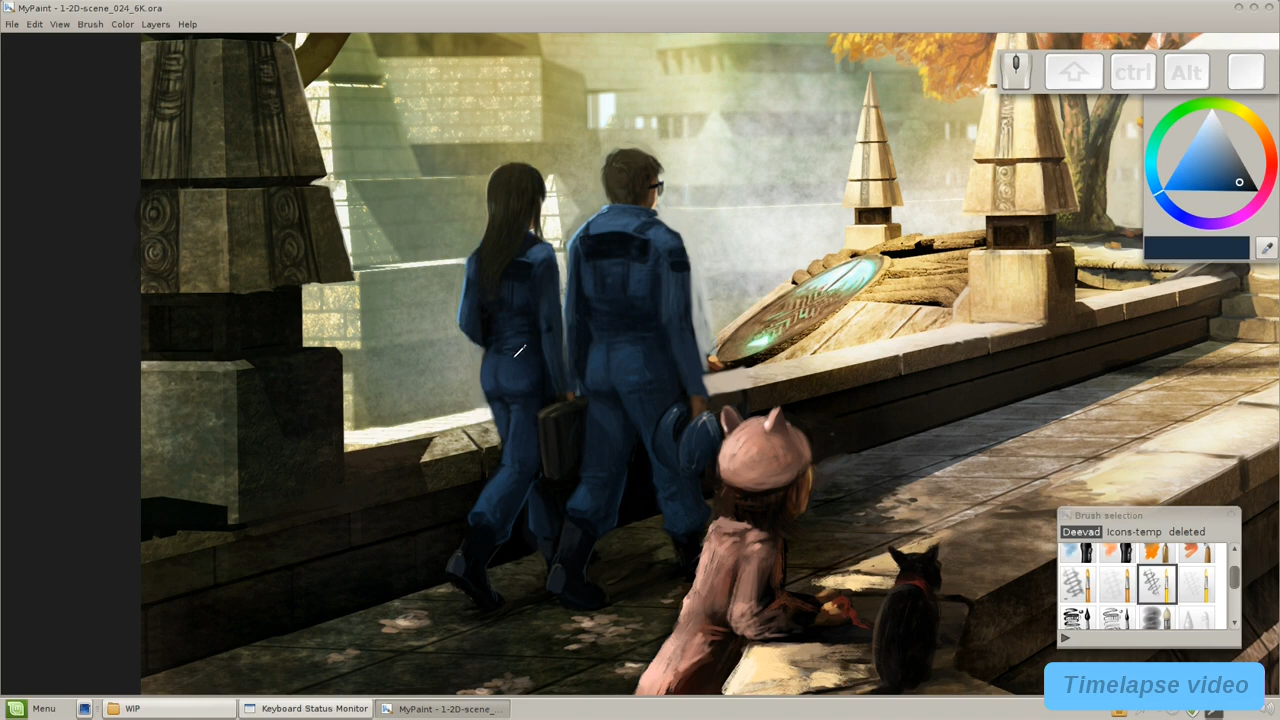 MyPaint - 1-2D-scene_024_6K.ora
File Edit View Brush Color Layers Help
ctrl Alt
Brush selection
Deevad Icons-temp deleted
Timelapse video
Menu WIP Keyboard Status Monitor MyPaint - 1-2D-scene_...